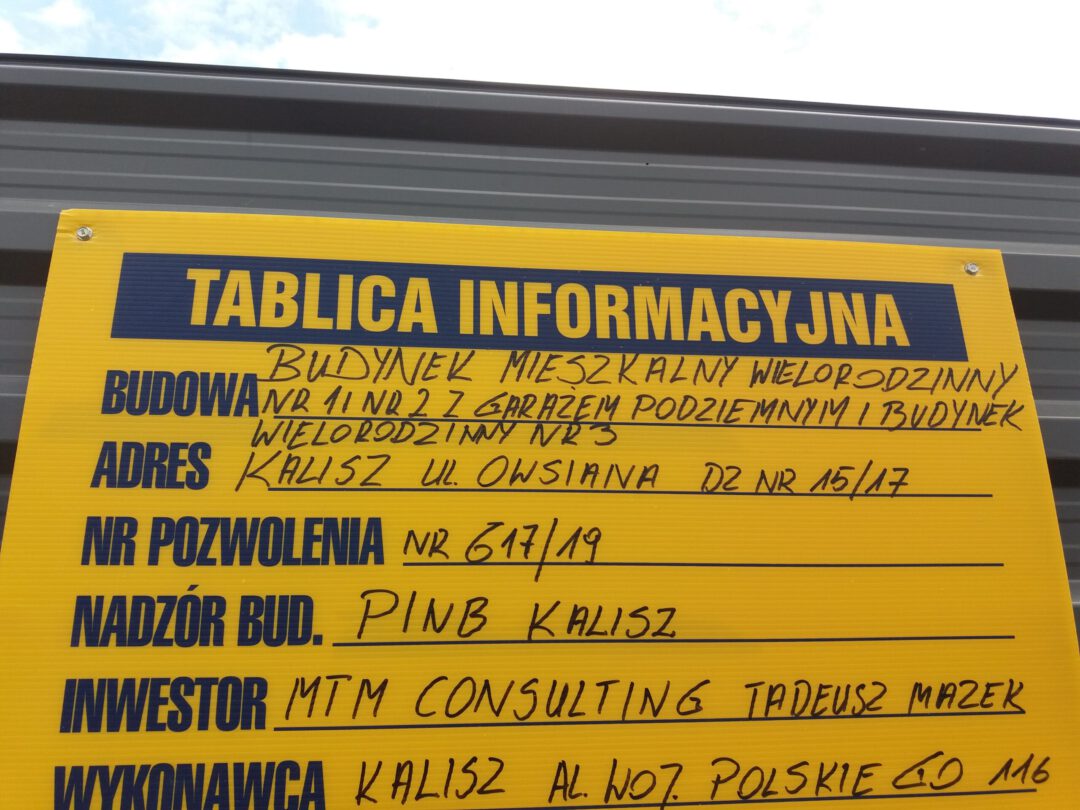 TABLICA INFORMACYJNA
BUDOWA BUDYNEK MIESZKALNY WIELORODZINNY
NR 1 I NR 2 Z GARAŻEM PODZIEMNYM I BUDYNEK
WIELORODZINNY NR 3
ADRES KALISZ UL. OWSIANA DZ NR 15/17
NR POZWOLENIA NR 617/19
NADZÓR BUD. PINB KALISZ
INWESTOR MTM CONSULTING TADEUSZ MAZEK
WYKONAWCA KALISZ AL. WOJ. POLSKIEGO 116